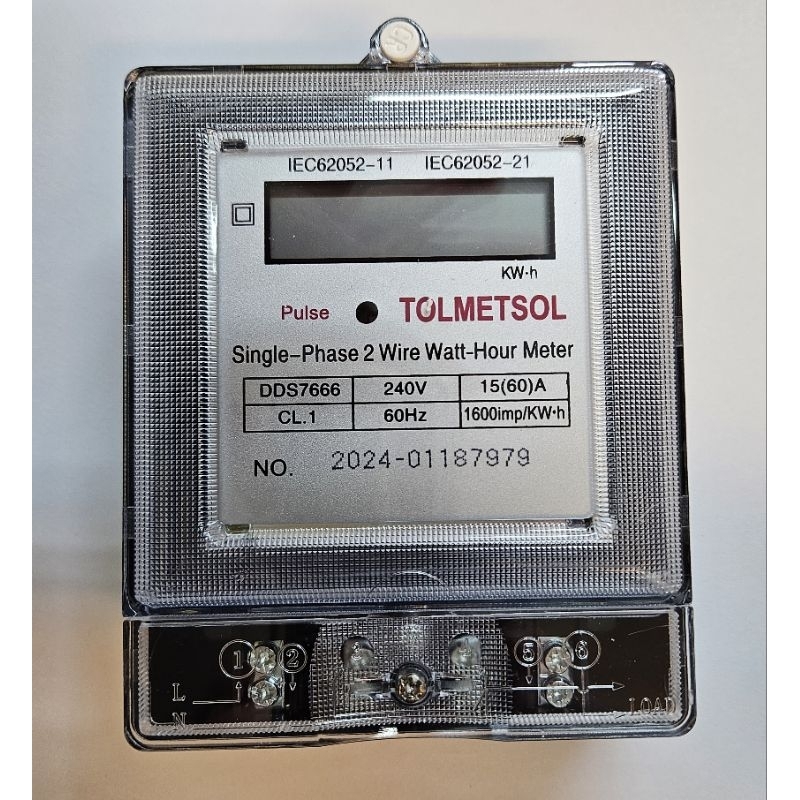 IEC62052-11 IEC62052-21
KW·h
Pulse TOLMETSOL
Single-Phase 2 Wire Watt-Hour Meter
DDS7666 240V 15(60)A
CL.1 60Hz 1600imp/KW·h
NO. 2024-01187979
1 2 5 6
L
N LOAD